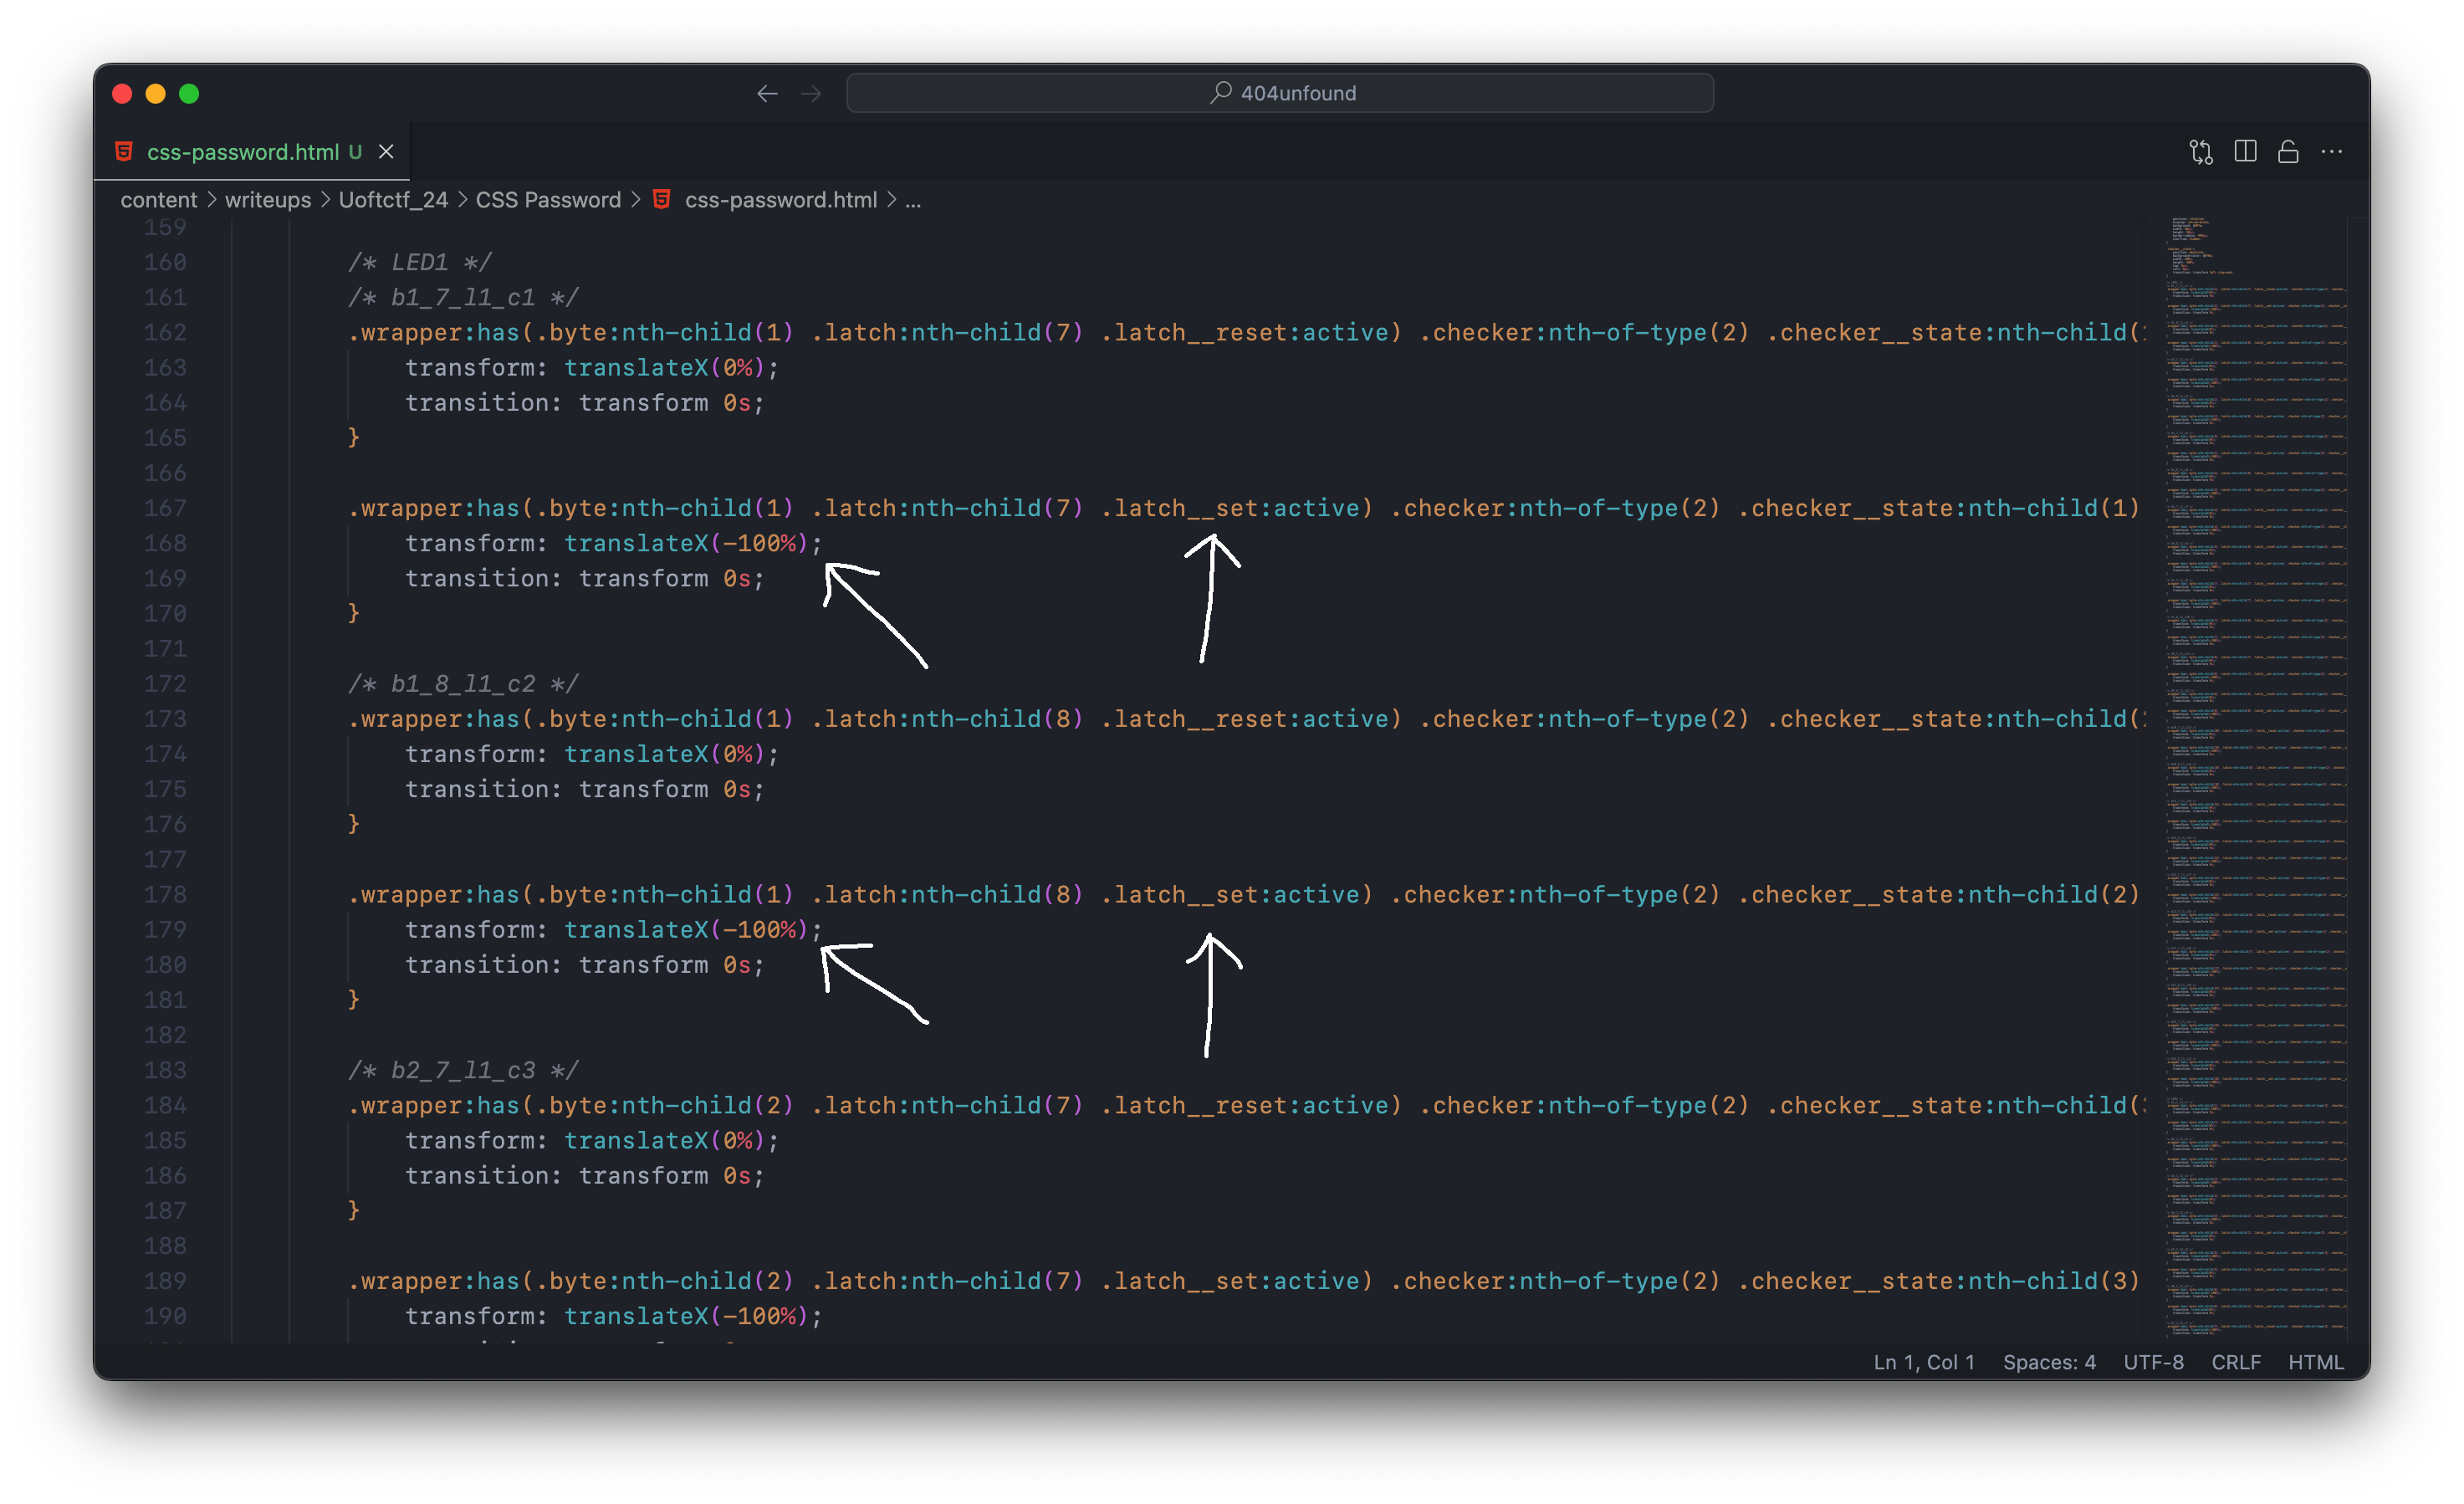 404unfound
css-password.html U
content > writeups > Uoftctf_24 > CSS Password > css-password.html > ...
159
160 /* LED1 */
161 /* b1_7_l1_c1 */
162 .wrapper:has(.byte:nth-child(1) .latch:nth-child(7) .latch__reset:active) .checker:nth-of-type(2) .checker__state:nth-child(
163 transform: translateX(0%);
164 transition: transform 0s;
165 }
166
167 .wrapper:has(.byte:nth-child(1) .latch:nth-child(7) .latch__set:active) .checker:nth-of-type(2) .checker__state:nth-child(1)
168 transform: translateX(-100%);
169 transition: transform 0s;
170 }
171
172 /* b1_8_l1_c2 */
173 .wrapper:has(.byte:nth-child(1) .latch:nth-child(8) .latch__reset:active) .checker:nth-of-type(2) .checker__state:nth-child(
174 transform: translateX(0%);
175 transition: transform 0s;
176 }
177
178 .wrapper:has(.byte:nth-child(1) .latch:nth-child(8) .latch__set:active) .checker:nth-of-type(2) .checker__state:nth-child(2)
179 transform: translateX(-100%);
180 transition: transform 0s;
181 }
182
183 /* b2_7_l1_c3 */
184 .wrapper:has(.byte:nth-child(2) .latch:nth-child(7) .latch__reset:active) .checker:nth-of-type(2) .checker__state:nth-child(
185 transform: translateX(0%);
186 transition: transform 0s;
187 }
188
189 .wrapper:has(.byte:nth-child(2) .latch:nth-child(7) .latch__set:active) .checker:nth-of-type(2) .checker__state:nth-child(3)
190 transform: translateX(-100%);
Ln 1, Col 1 Spaces: 4 UTF-8 CRLF HTML